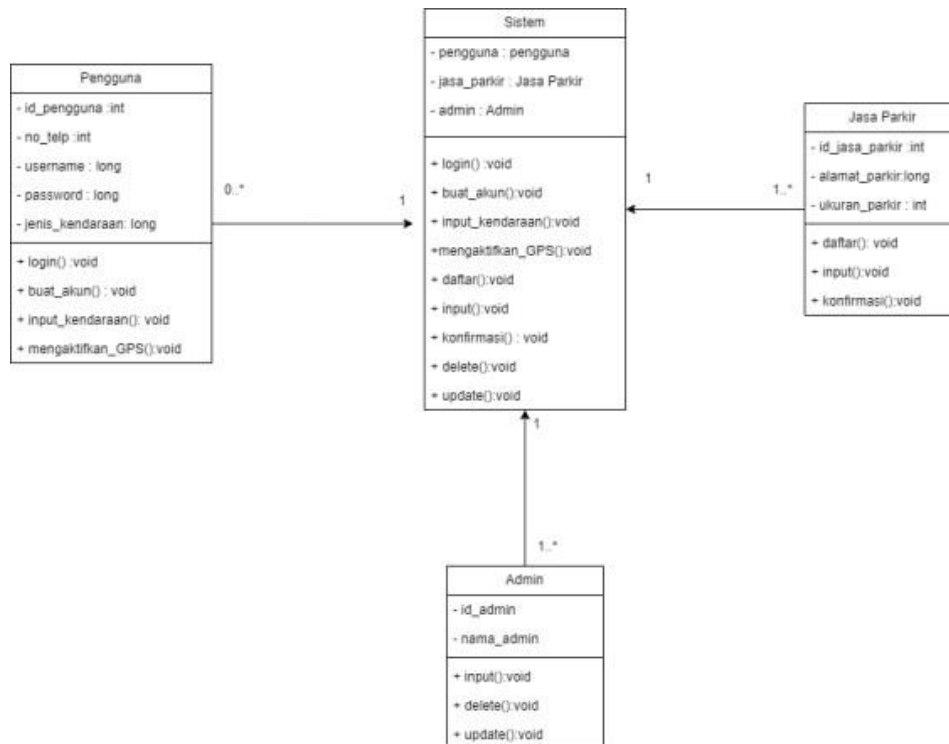 Sistem
- pengguna : pengguna
- jasa_parkir : Jasa Parkir
- admin : Admin
+ login() :void
+ buat_akun():void
+ input_kendaraan():void
+mengaktifkan_GPS():void
+ daftar():void
+ input():void
+ konfirmasi() : void
+ delete():void
+ update():void
Pengguna
- id_pengguna :int
- no_telp :int
- username : long
- password : long
- jenis_kendaraan: long
+ login() :void
+ buat_akun() : void
+ input_kendaraan(): void
+ mengaktifkan_GPS():void
0..*
1
Jasa Parkir
- id_jasa_parkir :int
- alamat_parkir:long
- ukuran_parkir : int
+ daftar(): void
+ input():void
+ konfirmasi():void
1
1..*
1
1..*
Admin
- id_admin
- nama_admin
+ input():void
+ delete():void
+ update():void